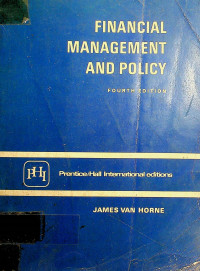 FINANCIAL
MANAGEMENT
AND POLICY
FOURTH EDITION
PHI
Prentice/Hall International editions
JAMES VAN HORNE